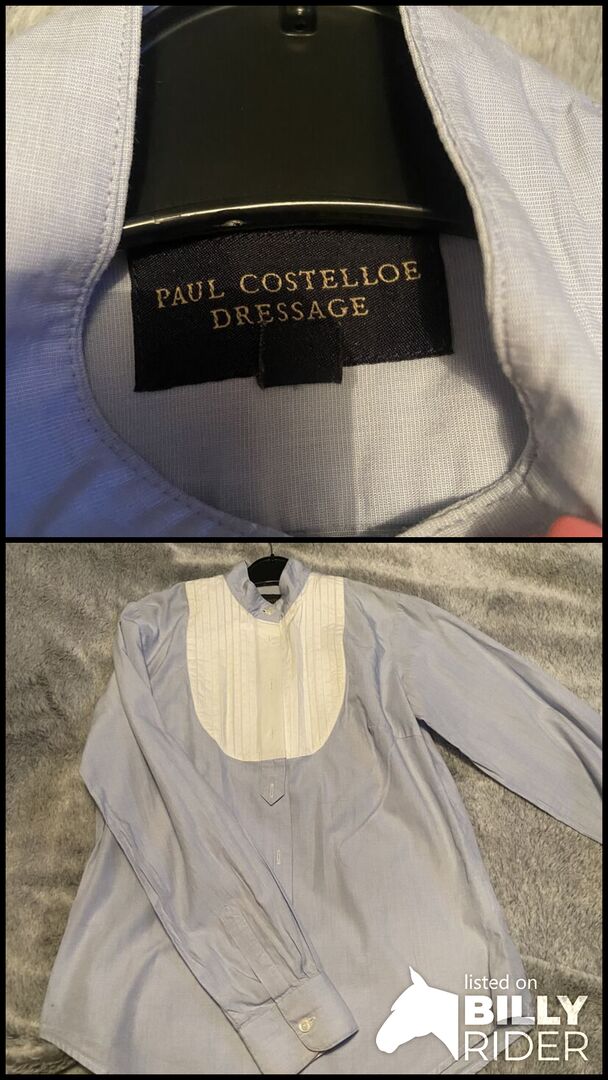 PAUL COSTELLOE
DRESSAGE
listed on
BILLY
RIDER